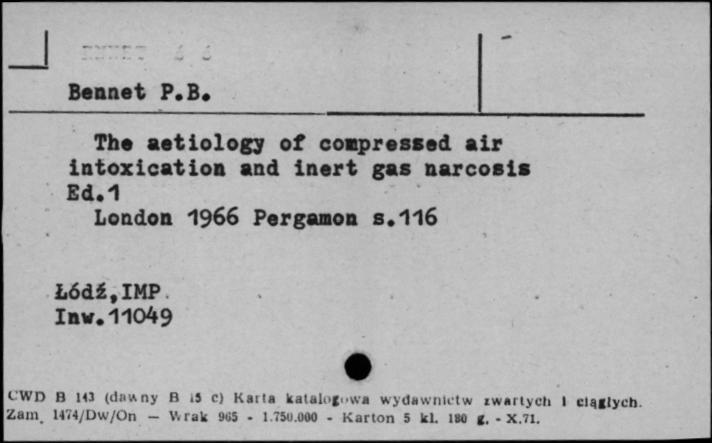 Bennet P.B.
The aetiology of compressed air
intoxication and inert gas narcosis
Ed.1
London 1966 Pergamon s.116
Łódź,IMP.
Inw.11049
CWD B 143 (dawny B 15 c) Karta katalogowa wydawnictw zwartych i ciągłych.
Zam. 1474/Dw/On — Wrak 965 - 1.750.000 - Karton 5 kl. 180 g. - X.71.